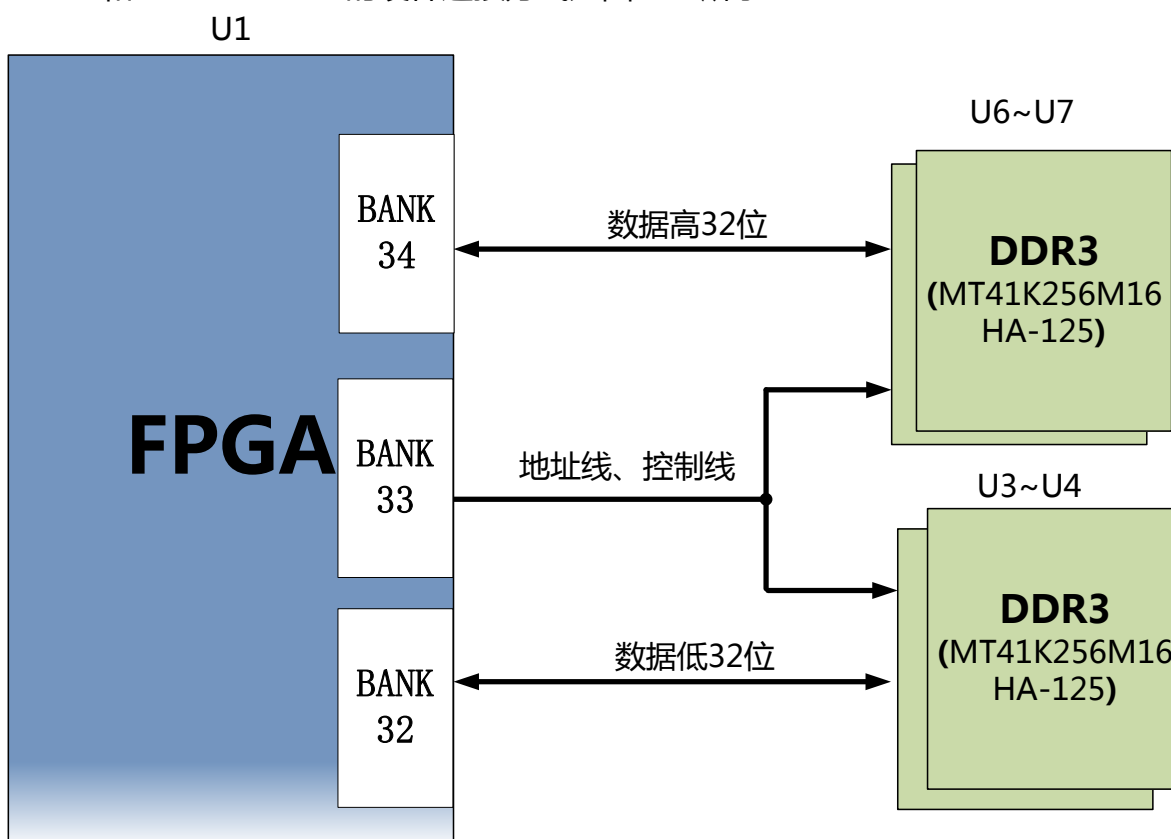 U1
U6~U7
BANK
34
数据高32位
DDR3
(MT41K256M16
HA-125)
FPGA
BANK
33
地址线、控制线
U3~U4
DDR3
(MT41K256M16
HA-125)
数据低32位
BANK
32